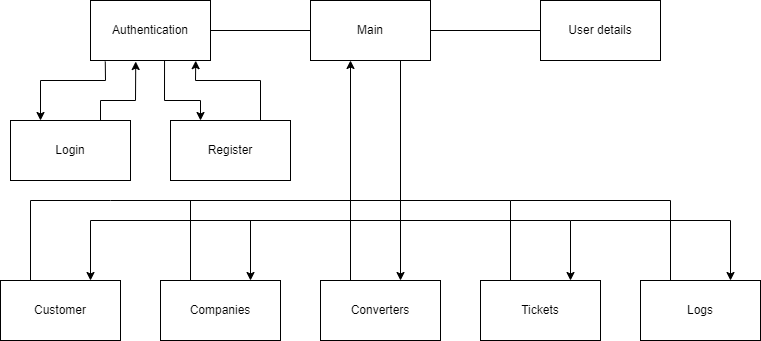 Authentication
Main
User details
Login
Register
Customer
Companies
Converters
Tickets
Logs